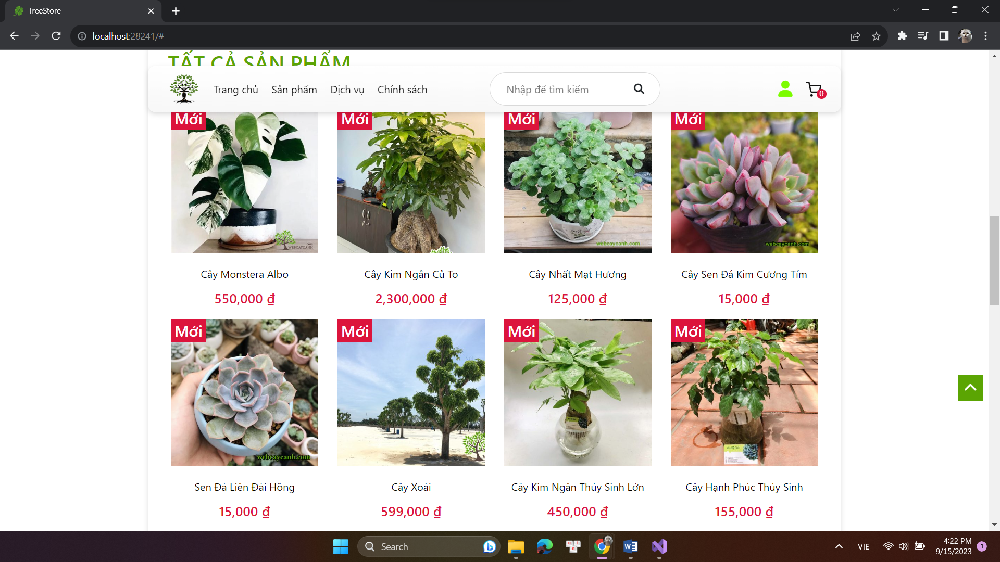 TreeStore
localhost:28241/#
TẤT CẢ SẢN PHẨM
Trang chủ
Sản phẩm
Dịch vụ
Chính sách
Nhập để tìm kiếm
0
Mới
Mới
Mới
Mới
.com
WEBCAYCANH
webcaycanh.com
webcaycanh.com
Cây Monstera Albo
Cây Kim Ngân Củ To
Cây Nhất Mạt Hương
Cây Sen Đá Kim Cương Tím
550,000 ₫
2,300,000 ₫
125,000 ₫
15,000 ₫
Mới
Mới
Mới
Mới
webcaycanh.com
Sen Đá Liên Đài Hồng
Cây Xoài
Cây Kim Ngân Thủy Sinh Lớn
Cây Hạnh Phúc Thủy Sinh
15,000 ₫
599,000 ₫
450,000 ₫
155,000 ₫
Search
VIE
4:22 PM
9/15/2023
1